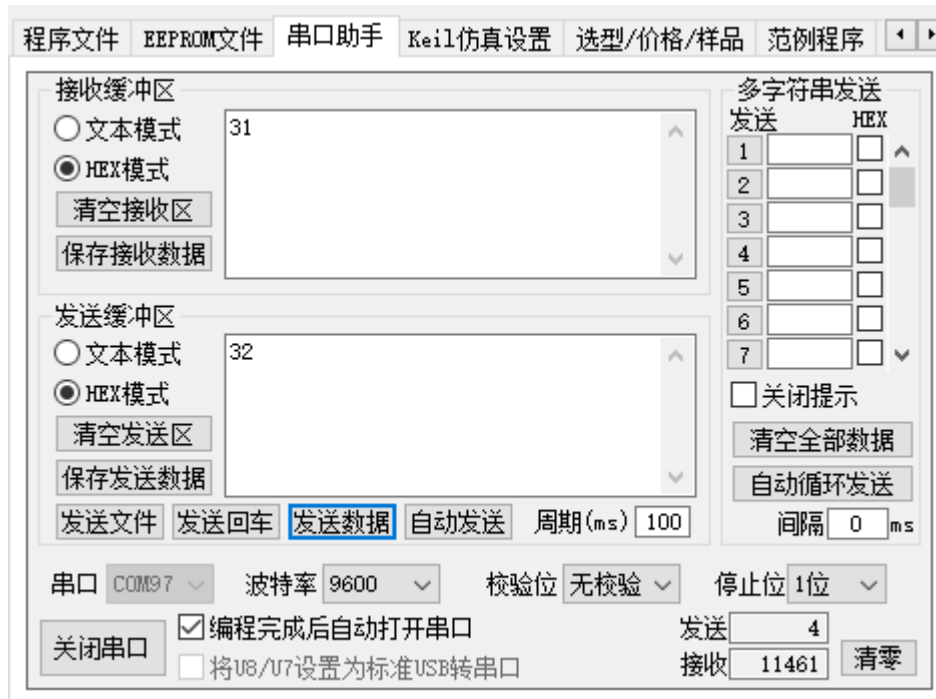 程序文件 EEPROM文件 串口助手 Keil仿真设置 选型/价格/样品 范例程序
接收缓冲区
文本模式
HEX模式
清空接收区
保存接收数据
31
多字符串发送
发送 HEX
1
2
3
4
5
6
7
发送缓冲区
文本模式
HEX模式
清空发送区
保存发送数据
32
关闭提示
清空全部数据
自动循环发送
间隔 0 ms
发送文件 发送回车 发送数据 自动发送 周期(ms) 100
串口 COM97 波特率 9600 校验位 无校验 停止位 1位
关闭串口
编程完成后自动打开串口
将U8/U7设置为标准USB转串口
发送 4
接收 11461
清零